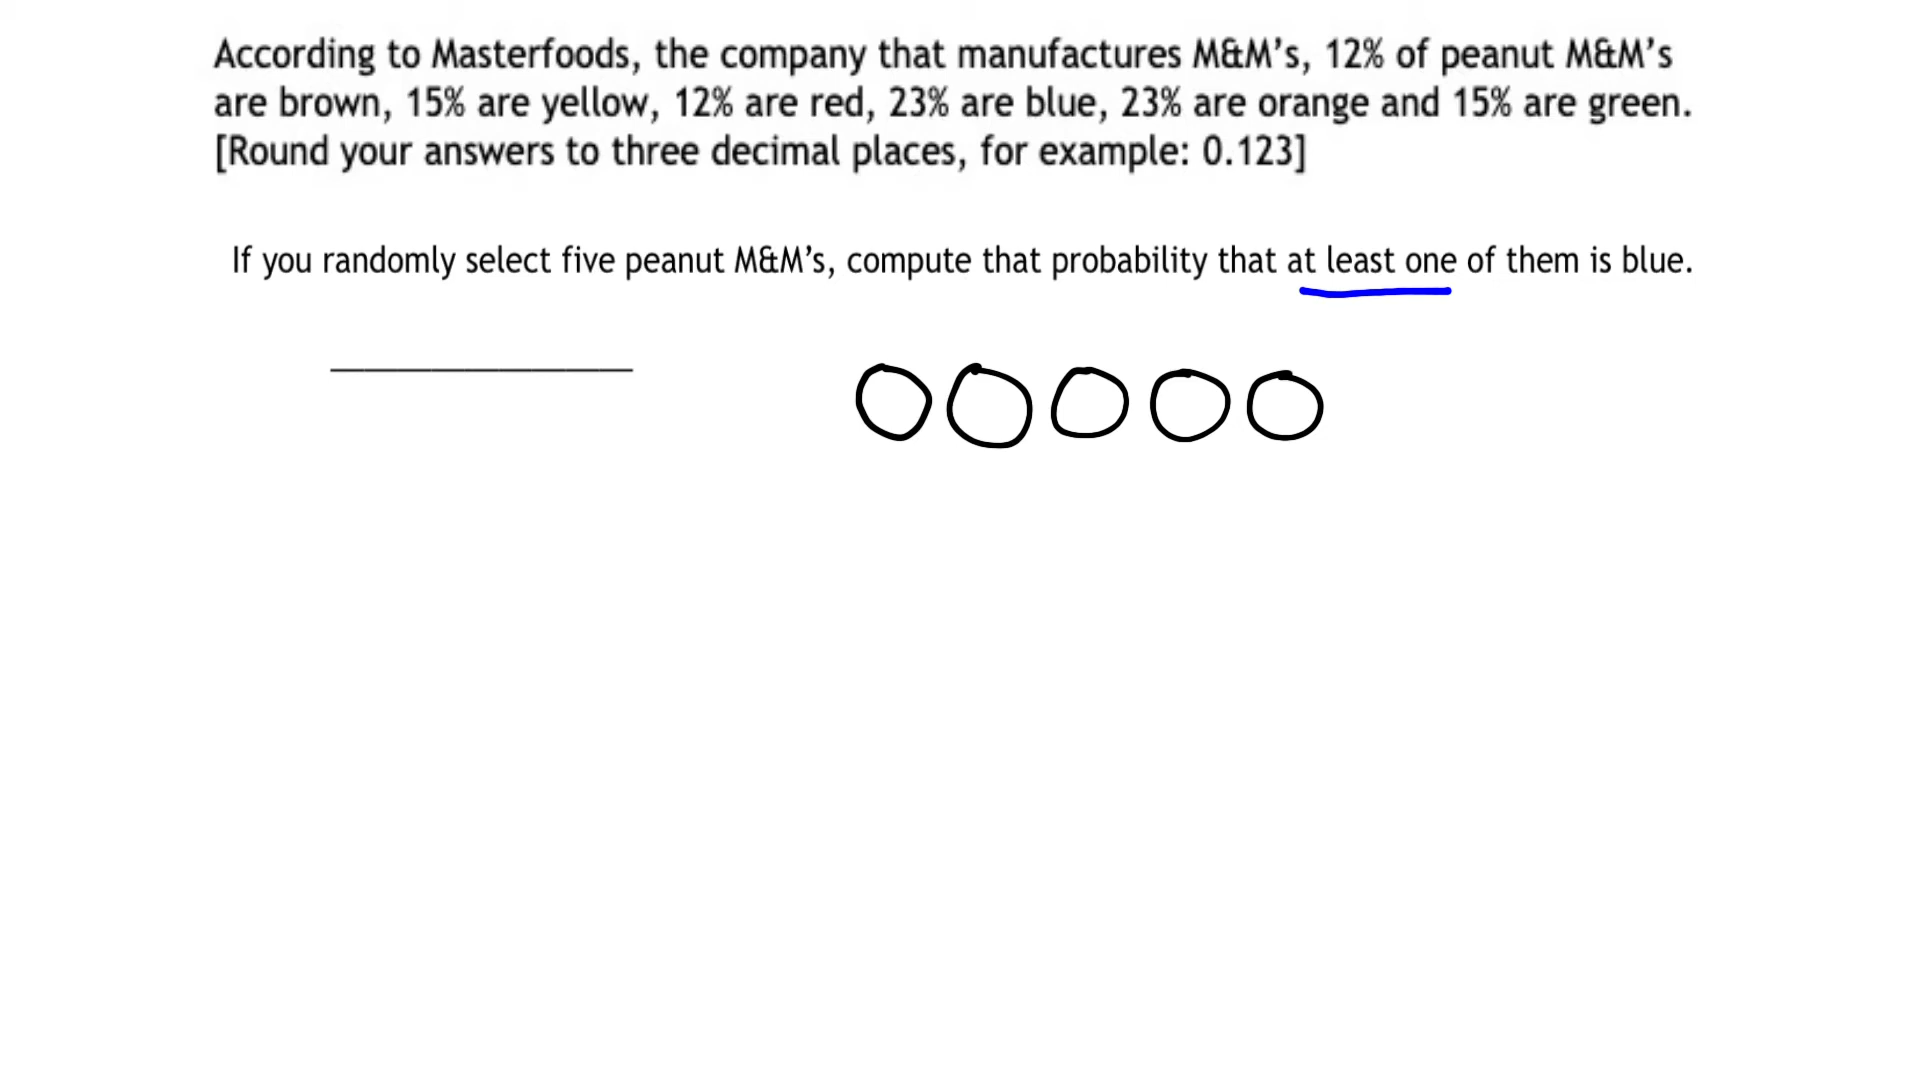 According to Masterfoods, the company that manufactures M&M’s, 12% of peanut M&M’s
are brown, 15% are yellow, 12% are red, 23% are blue, 23% are orange and 15% are green.
[Round your answers to three decimal places, for example: 0.123]
If you randomly select five peanut M&M’s, compute that probability that at least one of them is blue.